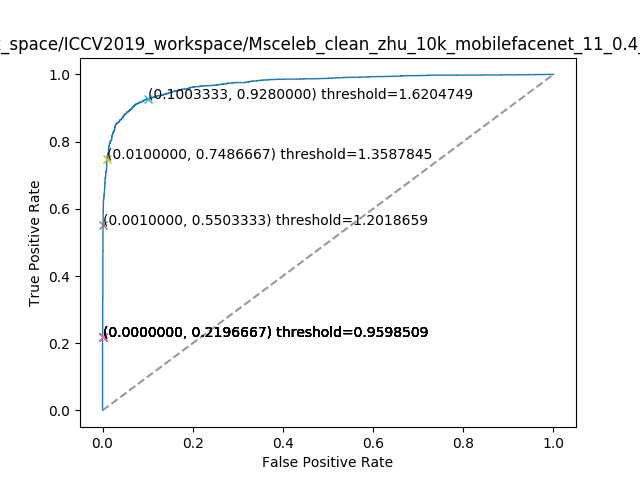 _space/ICCV2019_workspace/Msceleb_clean_zhu_10k_mobilefacenet_11_0.4_
1.0
(0.1003333, 0.9280000) threshold=1.6204749
0.8
(0.0100000, 0.7486667) threshold=1.3587845
0.6
(0.0010000, 0.5503333) threshold=1.2018659
0.4
(0.0000000, 0.2196667) threshold=0.9598509
0.2
0.0
True Positive Rate
0.0 0.2 0.4 0.6 0.8 1.0
False Positive Rate